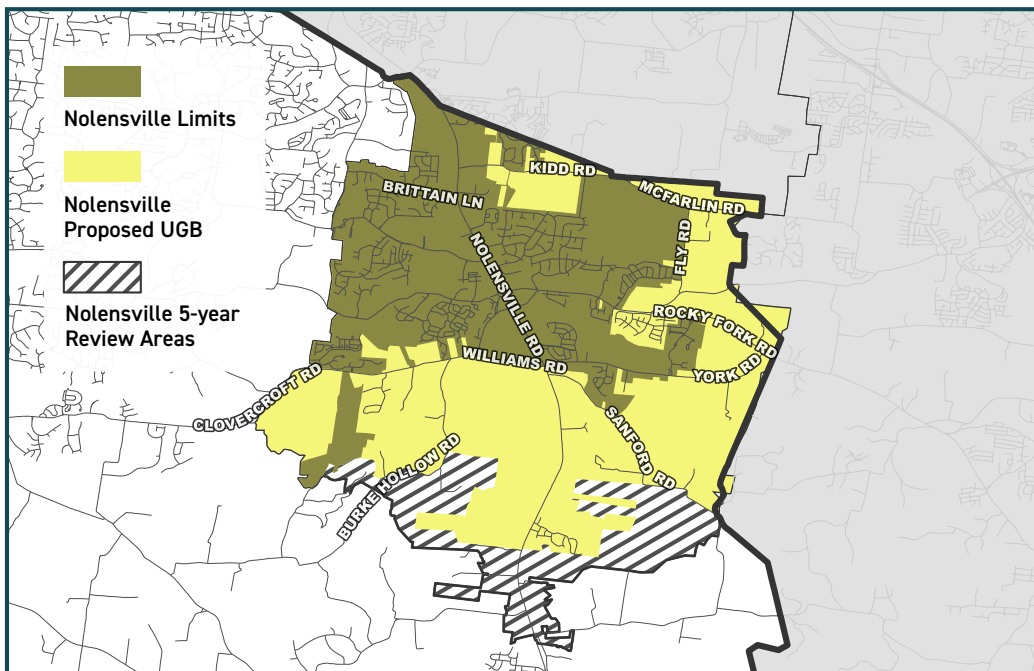 Nolensville Limits
Nolensville
Proposed UGB
Nolensville 5-year
Review Areas
KIDD RD
BRITTAIN LN
MCFARLIN RD
NOLENSVILLE RD
FLY RD
ROCKY FORK RD
WILLIAMS RD
YORK RD
CLOVERCROFT RD
SANFORD RD
BURKE HOLLOW RD